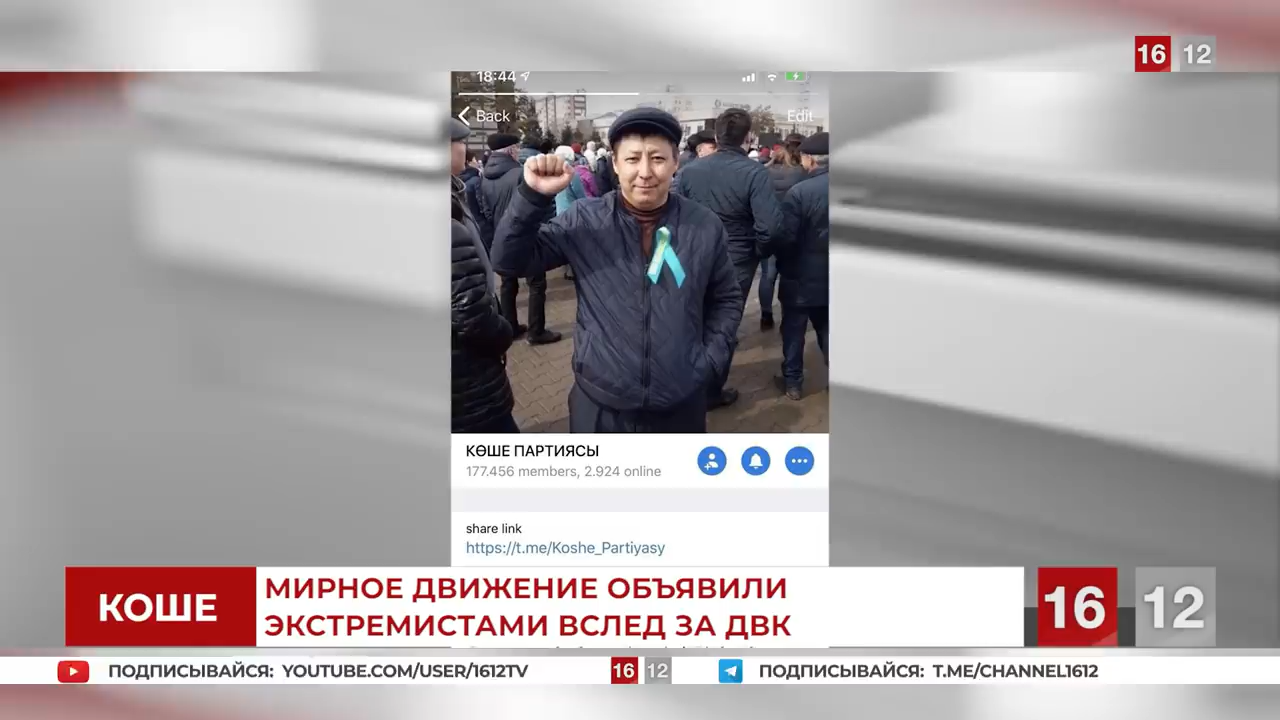 16 12
18:44
Back
Edit
КӨШЕ ПАРТИЯСЫ
177.456 members, 2.924 online
share link
https://t.me/Koshe_Partiyasy
КОШЕ
МИРНОЕ ДВИЖЕНИЕ ОБЪЯВИЛИ
ЭКСТРЕМИСТАМИ ВСЛЕД ЗА ДВК
16 12
ПОДПИСЫВАЙСЯ: YOUTUBE.COM/USER/1612TV
16 12
ПОДПИСЫВАЙСЯ: T.ME/CHANNEL1612